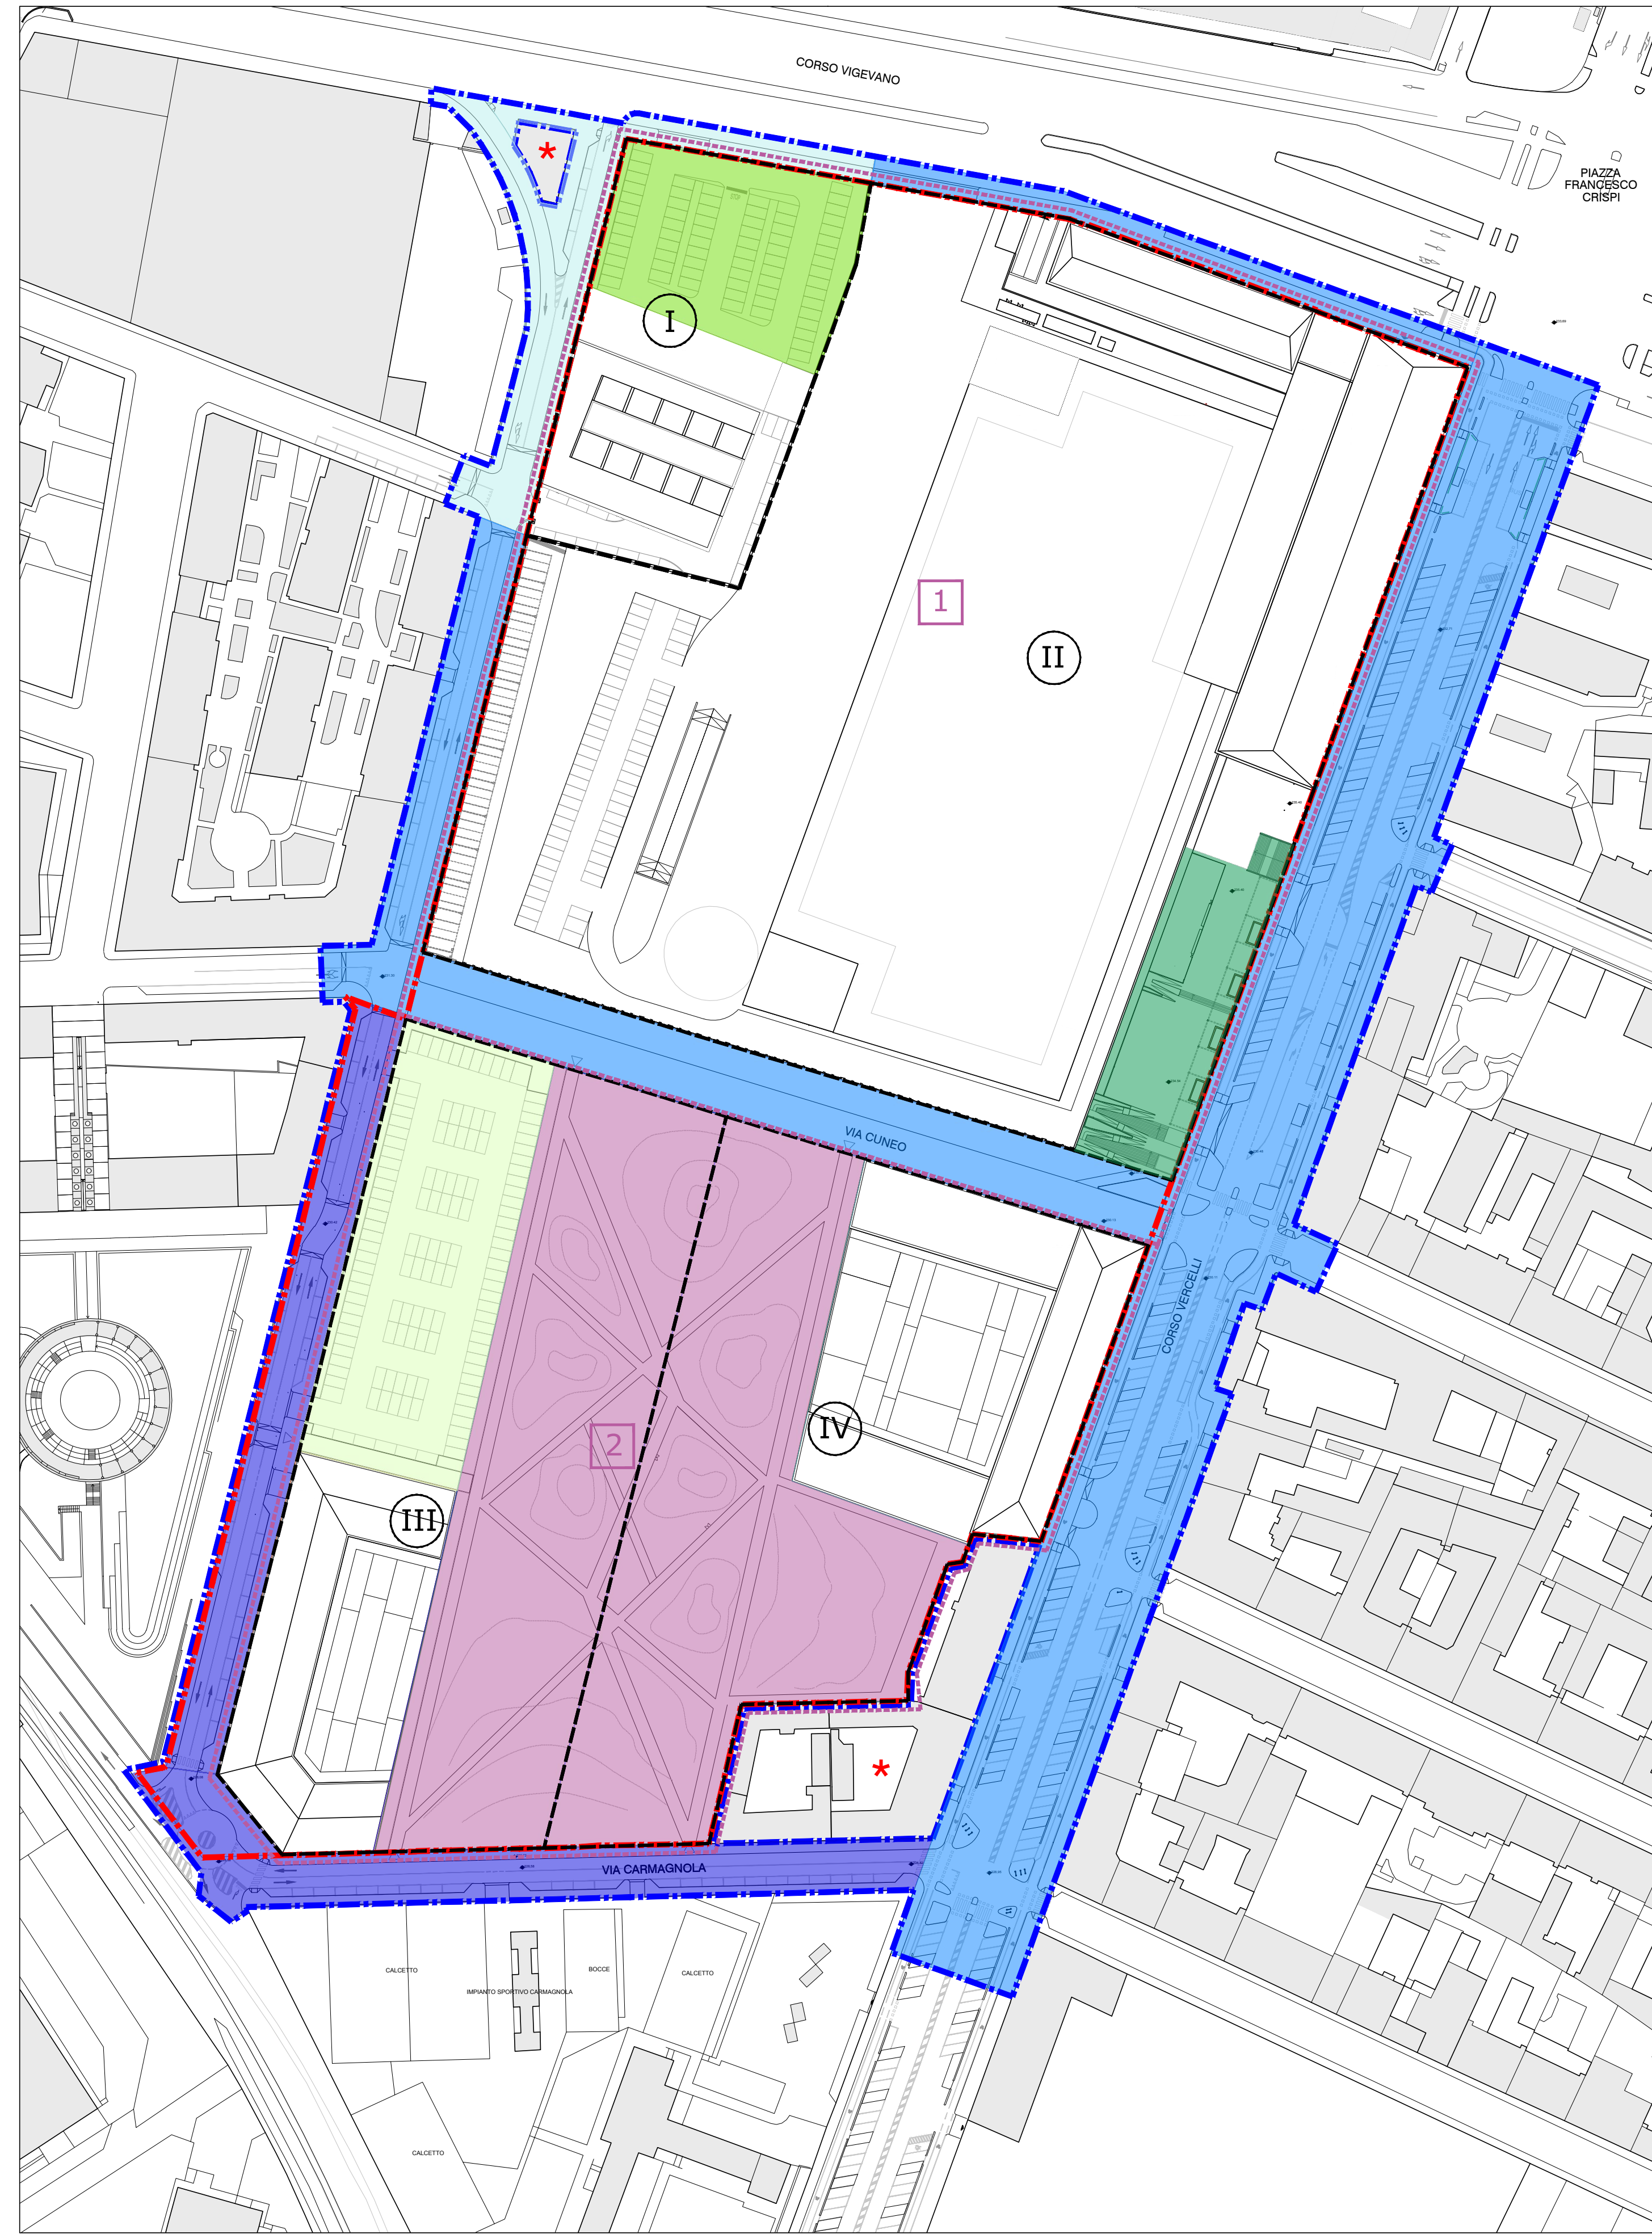 CORSO VIGEVANO
PIAZZA
FRANCESCO
CRISPI
*
I
1
II
VIA CUNEO
CORSO VERCELLI
2
IV
III
*
VIA CARMAGNOLA
CALCETTO
BOCCE
CALCETTO
IMPIANTO SPORTIVO CARMAGNOLA
CALCETTO